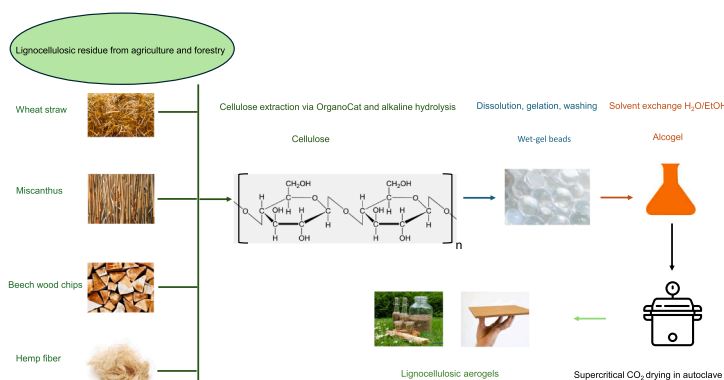 Lignocellulosic residue from agriculture and forestry
Wheat straw
Miscanthus
Beech wood chips
Hemp fiber
Cellulose extraction via OrganoCat and alkaline hydrolysis
Cellulose
CH₂OH
CH₂OH
H
O
H
O
H
H
C
C
OH
H
C
C
OH
H
O
C
C
O
C
C
O
H
C
C
H
C
C
H
OH
H
OH
n
Dissolution, gelation, washing
Wet-gel beads
Solvent exchange H₂O/EtOH
Alcogel
Supercritical CO₂ drying in autoclave
Lignocellulosic aerogels